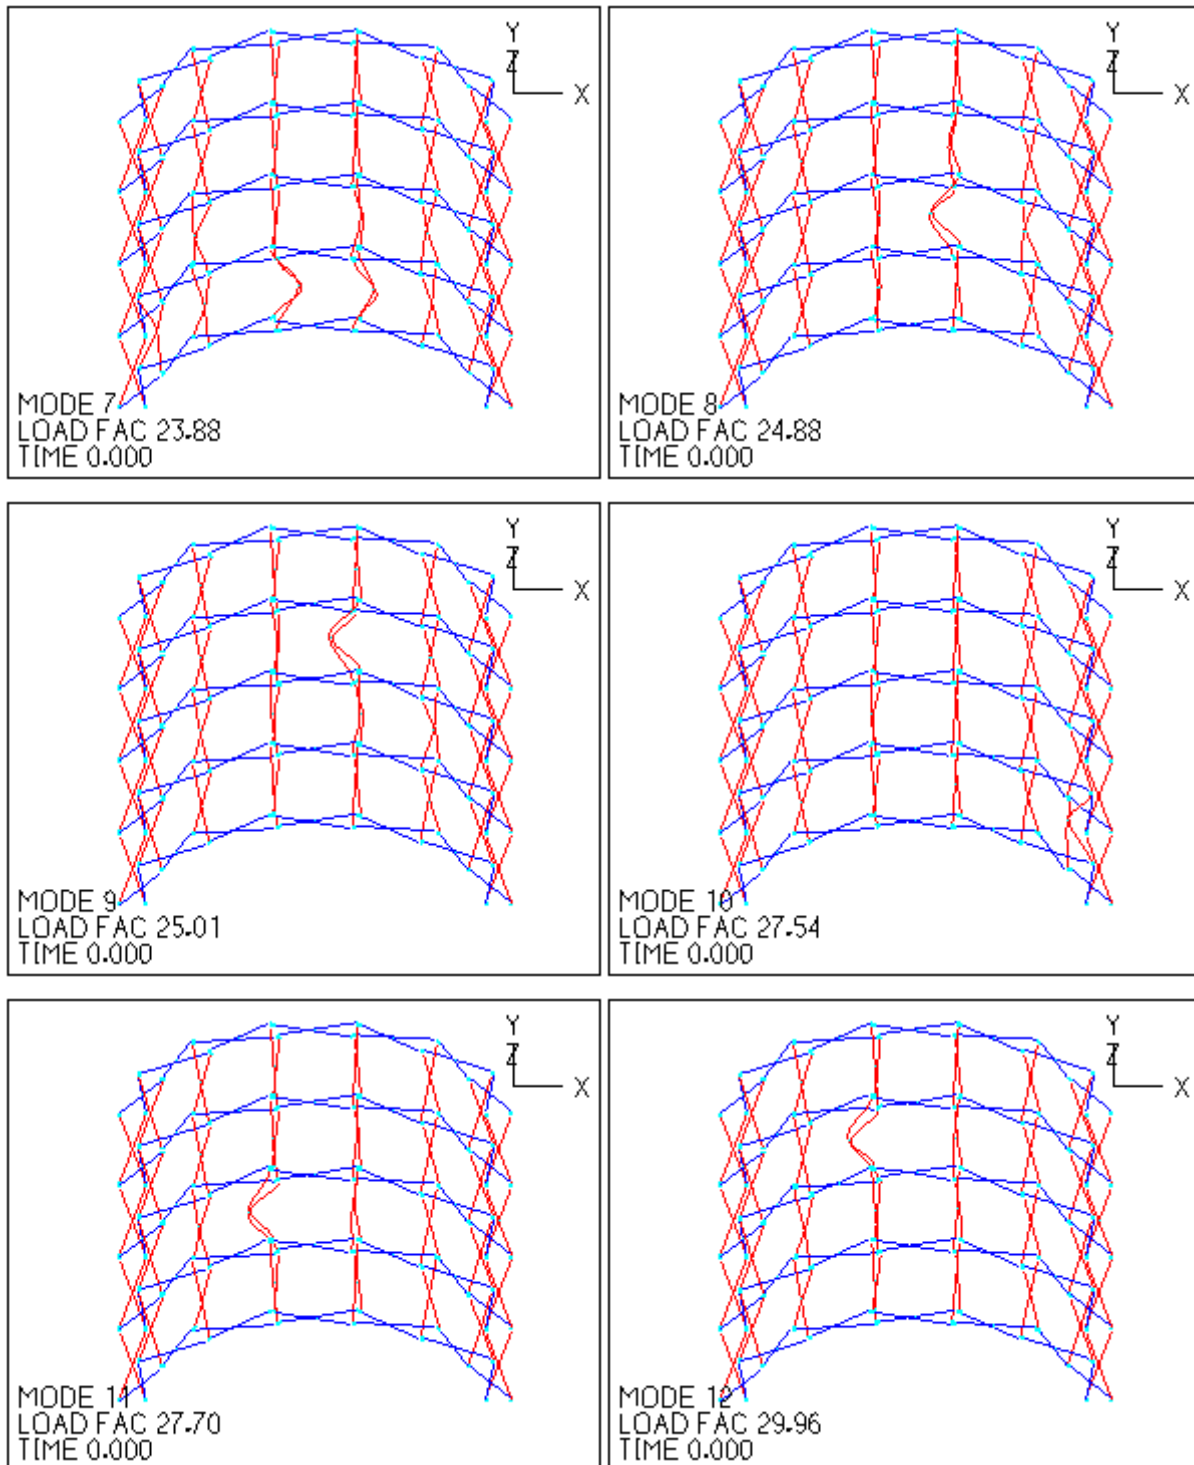 Y
Z
X
MODE 7
LOAD FAC 23.88
TIME 0.000
Y
Z
X
MODE 8
LOAD FAC 24.88
TIME 0.000
Y
Z
X
MODE 9
LOAD FAC 25.01
TIME 0.000
Y
Z
X
MODE 10
LOAD FAC 27.54
TIME 0.000
Y
Z
X
MODE 11
LOAD FAC 27.70
TIME 0.000
Y
Z
X
MODE 12
LOAD FAC 29.96
TIME 0.000